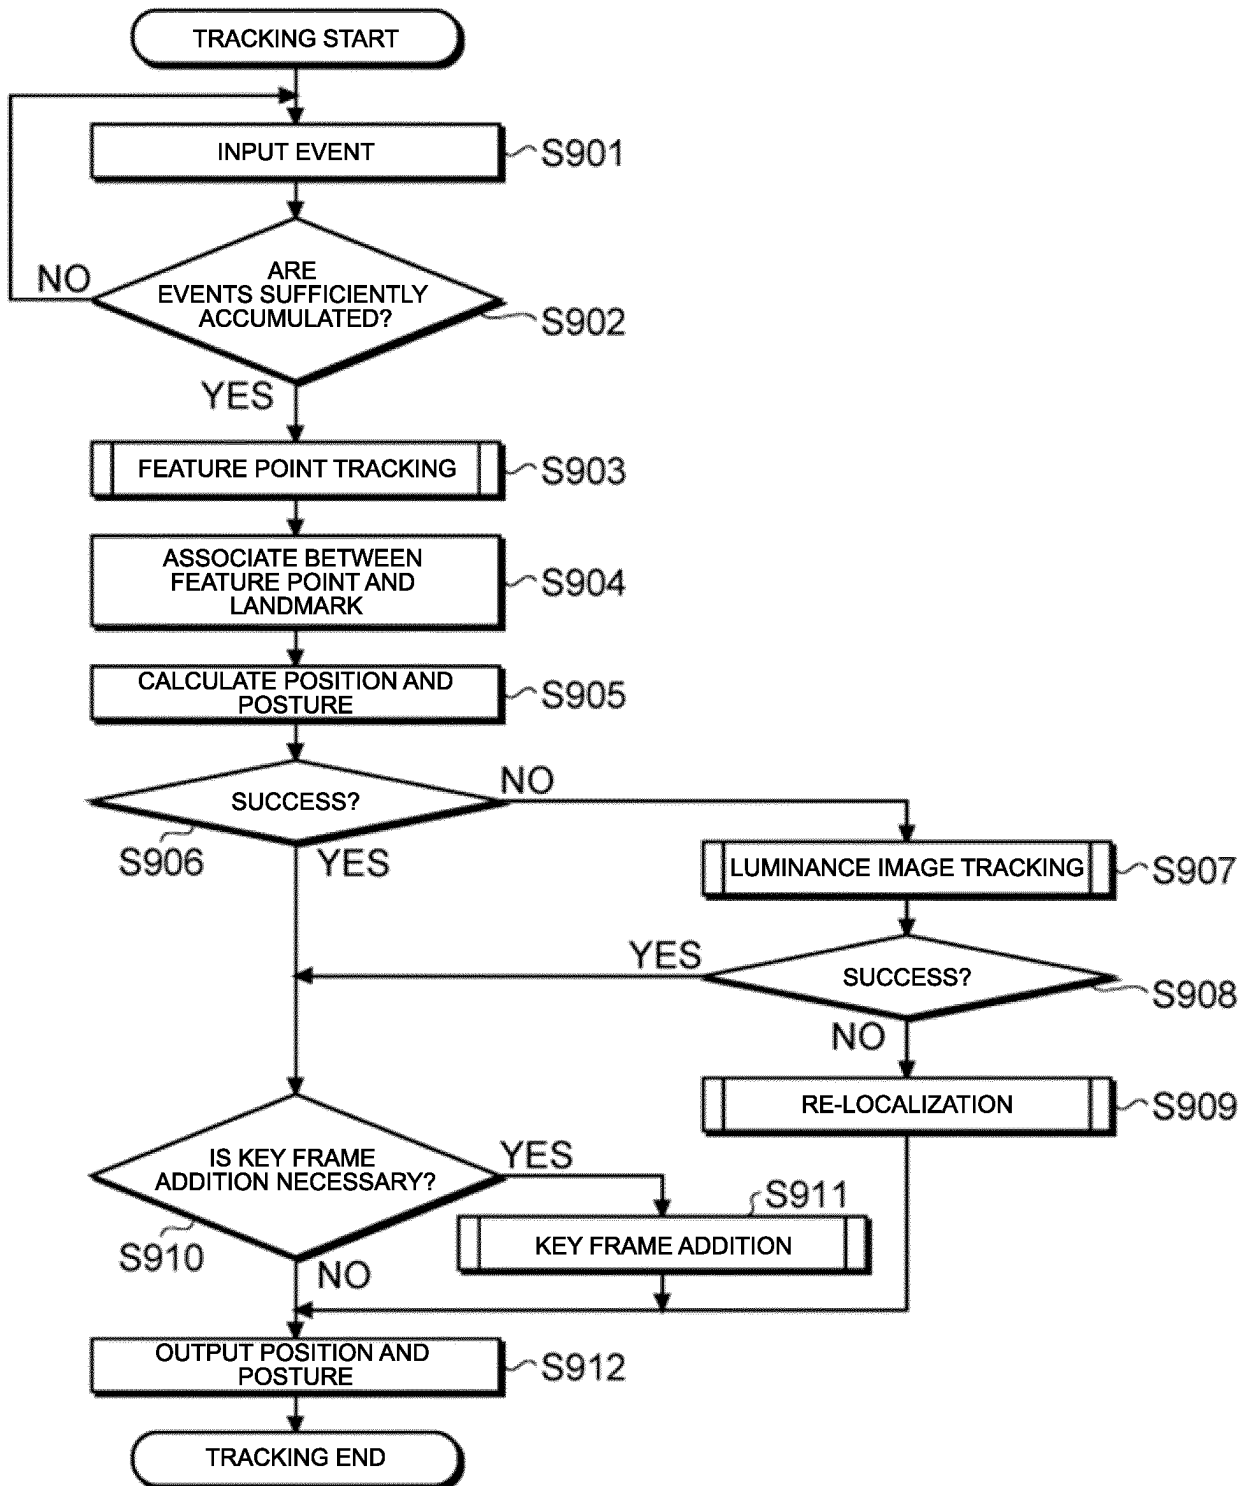 TRACKING START
INPUT EVENT
S901
ARE
EVENTS SUFFICIENTLY
ACCUMULATED?
NO
S902
YES
FEATURE POINT TRACKING
S903
ASSOCIATE BETWEEN
FEATURE POINT AND
LANDMARK
S904
CALCULATE POSITION AND
POSTURE
S905
SUCCESS?
NO
S906
YES
LUMINANCE IMAGE TRACKING
S907
YES
SUCCESS?
S908
NO
RE-LOCALIZATION
S909
IS KEY FRAME
ADDITION NECESSARY?
YES
S910
NO
S911
KEY FRAME ADDITION
OUTPUT POSITION AND
POSTURE
S912
TRACKING END